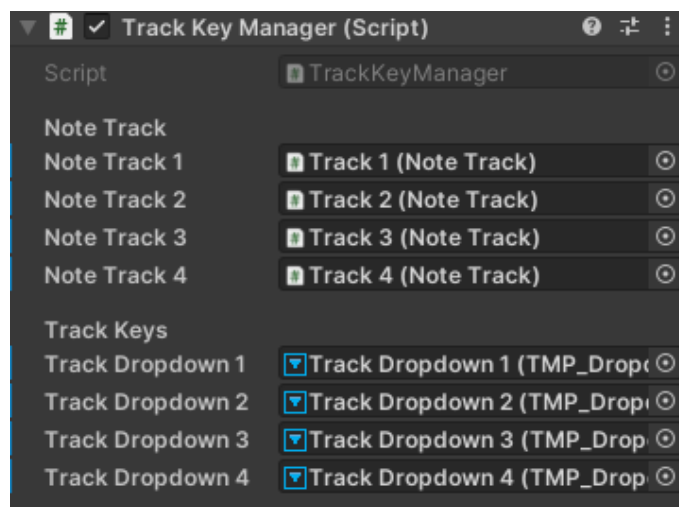 # Track Key Manager (Script)
Script # TrackKeyManager
Note Track
Note Track 1 # Track 1 (Note Track)
Note Track 2 # Track 2 (Note Track)
Note Track 3 # Track 3 (Note Track)
Note Track 4 # Track 4 (Note Track)
Track Keys
Track Dropdown 1 Track Dropdown 1 (TMP_Dropd
Track Dropdown 2 Track Dropdown 2 (TMP_Drop
Track Dropdown 3 Track Dropdown 3 (TMP_Drop
Track Dropdown 4 Track Dropdown 4 (TMP_Drop